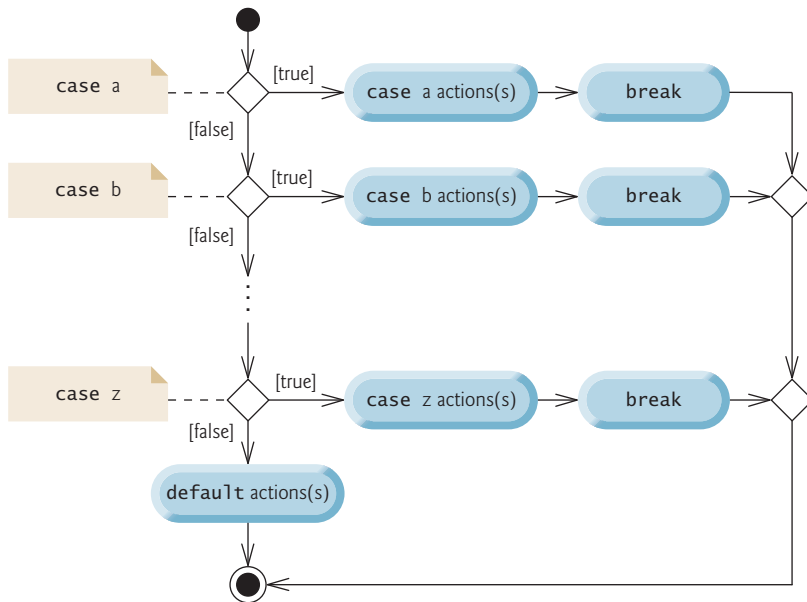 case a
[true]
case a actions(s)
break
[false]
case b
[true]
case b actions(s)
break
[false]
case z
[true]
case z actions(s)
break
[false]
default actions(s)